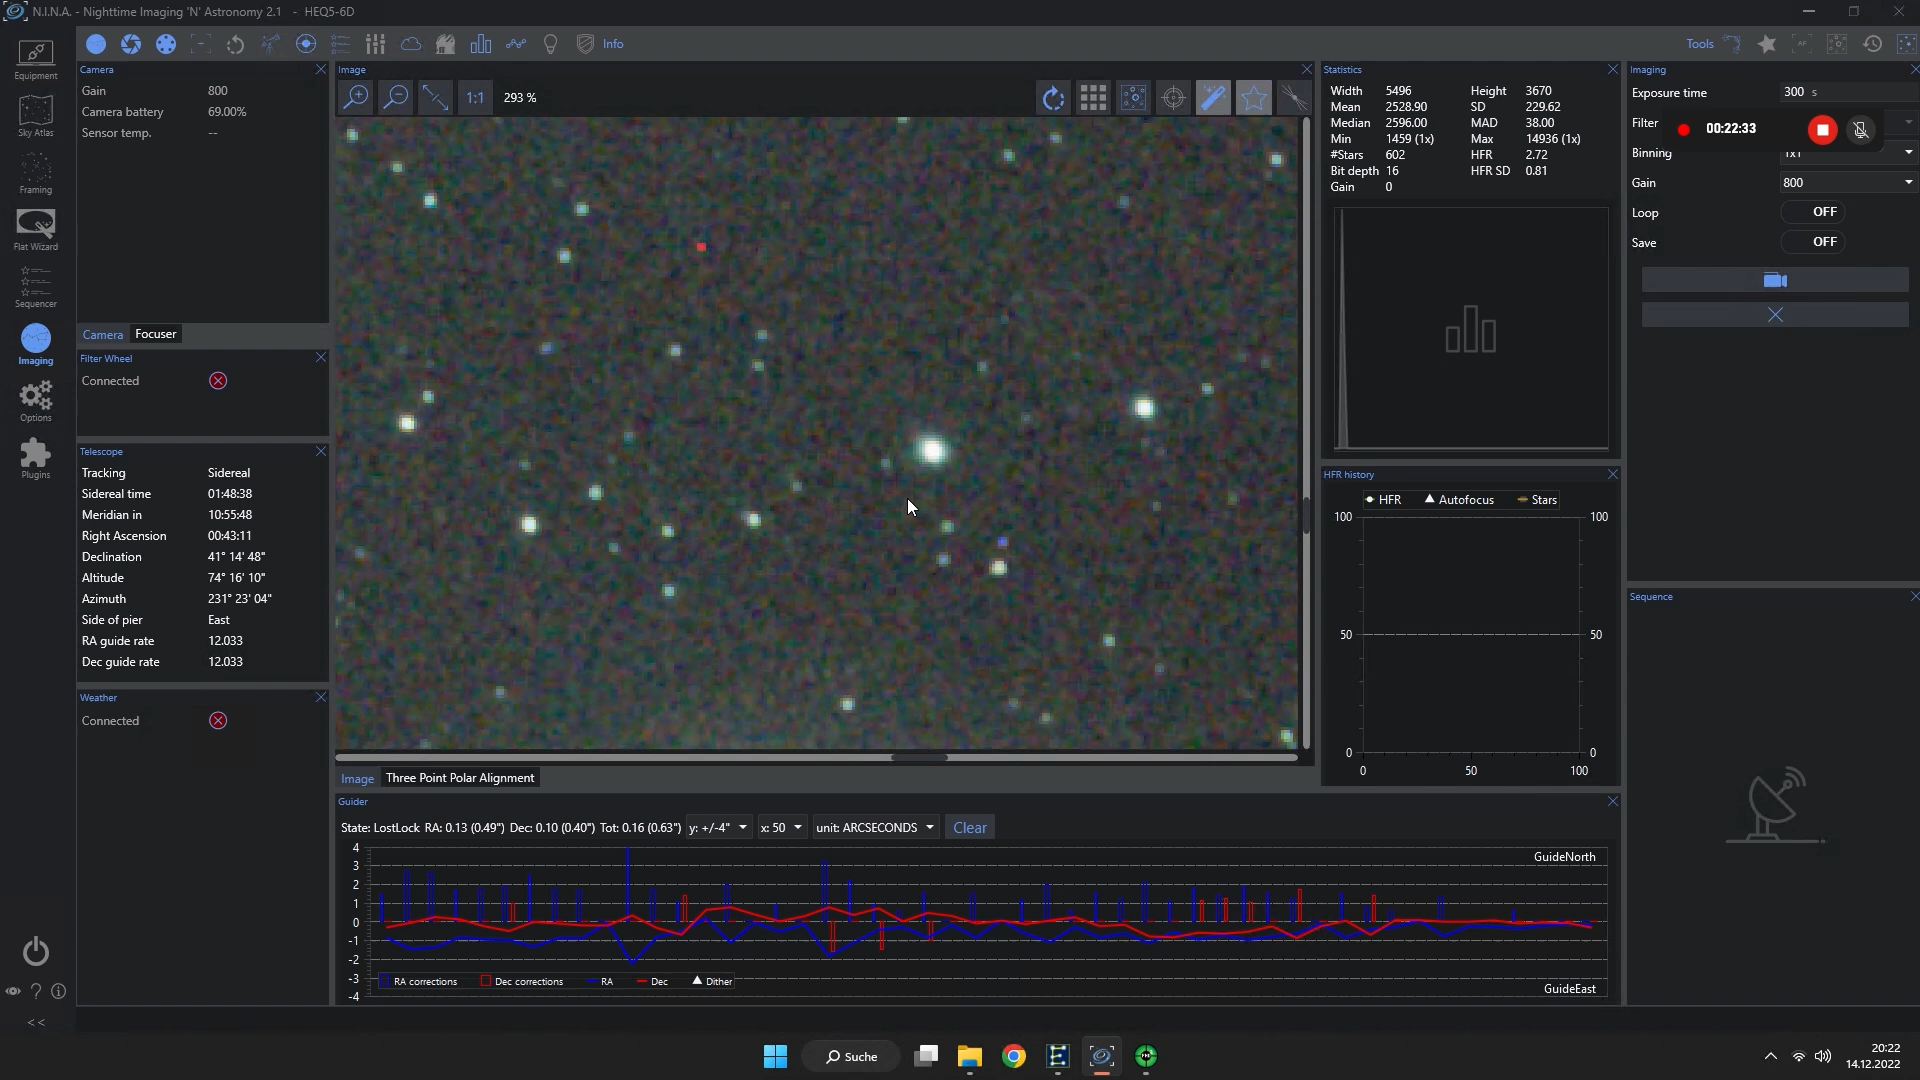 N.I.N.A. - Nighttime Imaging 'N' Astronomy 2.1 - HEQ5-6D
Info
Tools
AF
Equipment
Sky Atlas
Framing
Flat Wizard
Sequencer
Imaging
Options
Plugins
<<
Camera
Gain 800
Camera battery 69.00%
Sensor temp. --
Camera Focuser
Filter Wheel
Connected
Telescope
Tracking Sidereal
Sidereal time 01:48:38
Meridian in 10:55:48
Right Ascension 00:43:11
Declination 41° 14' 48"
Altitude 74° 16' 10"
Azimuth 231° 23' 04"
Side of pier East
RA guide rate 12.033
Dec guide rate 12.033
Weather
Connected
Image
1:1 293 %
Image Three Point Polar Alignment
Guider
State: LostLock RA: 0.13 (0.49") Dec: 0.10 (0.40") Tot: 0.16 (0.63") y: +/-4" x: 50 unit: ARCSECONDS Clear
4
3
2
1
0
-1
-2
-3
-4
GuideNorth
GuideEast
RA corrections Dec corrections RA Dec Dither
Statistics
Width 5496 Height 3670
Mean 2528.90 SD 229.62
Median 2596.00 MAD 38.00
Min 1459 (1x) Max 14936 (1x)
#Stars 602 HFR 2.72
Bit depth 16 HFR SD 0.81
Gain 0
HFR history
HFR Autofocus Stars
100 100
50 50
0 0
0 50 100
Imaging
Exposure time 300 s
Filter
00:22:33
Binning 1x1
Gain 800
Loop OFF
Save OFF
Sequence
Suche
20:22
14.12.2022